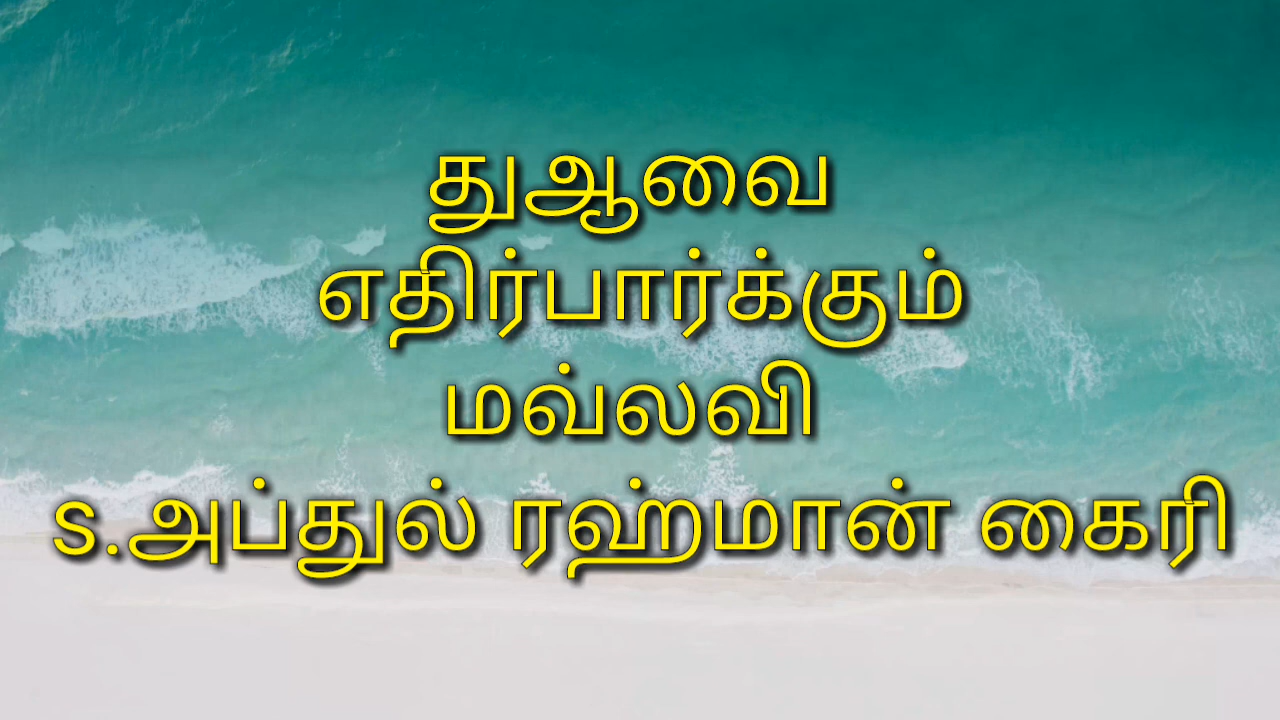 துஆவை
எதிர்பார்க்கும்
மவ்லவி
s.அப்துல் ரஹ்மான் கைரி